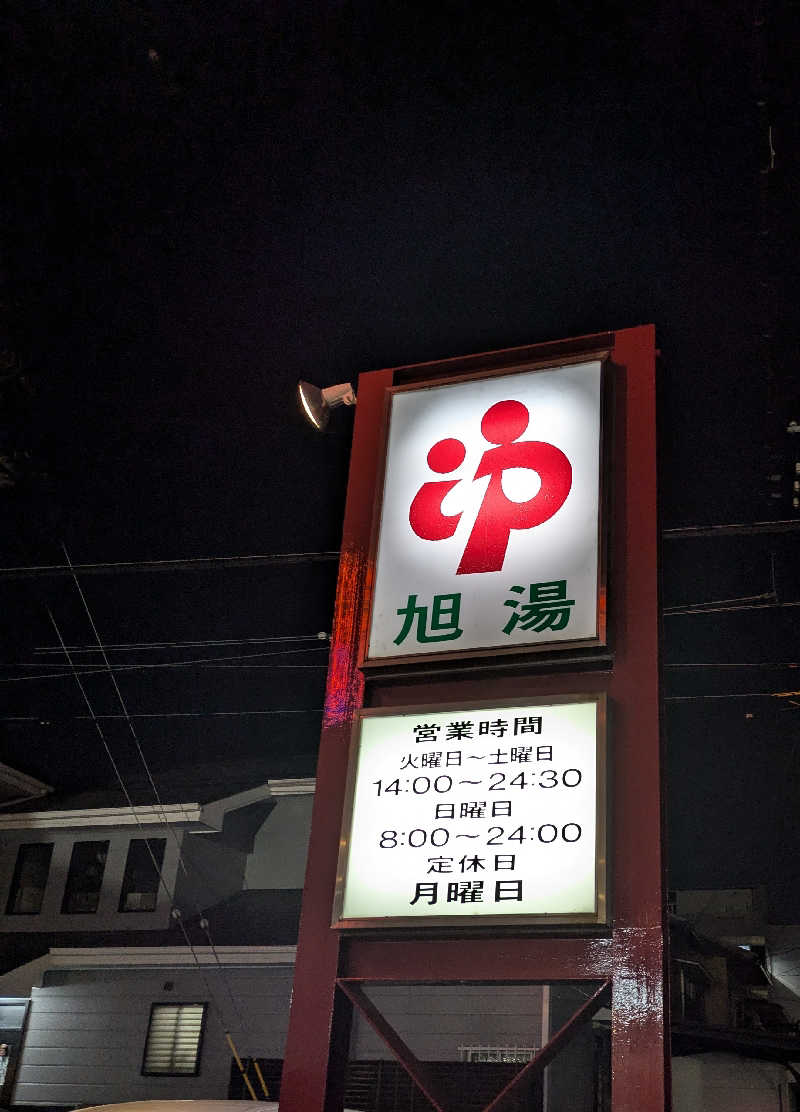 旭湯
営業時間
火曜日～土曜日
14:00～24:30
日曜日
8:00～24:00
定休日
月曜日